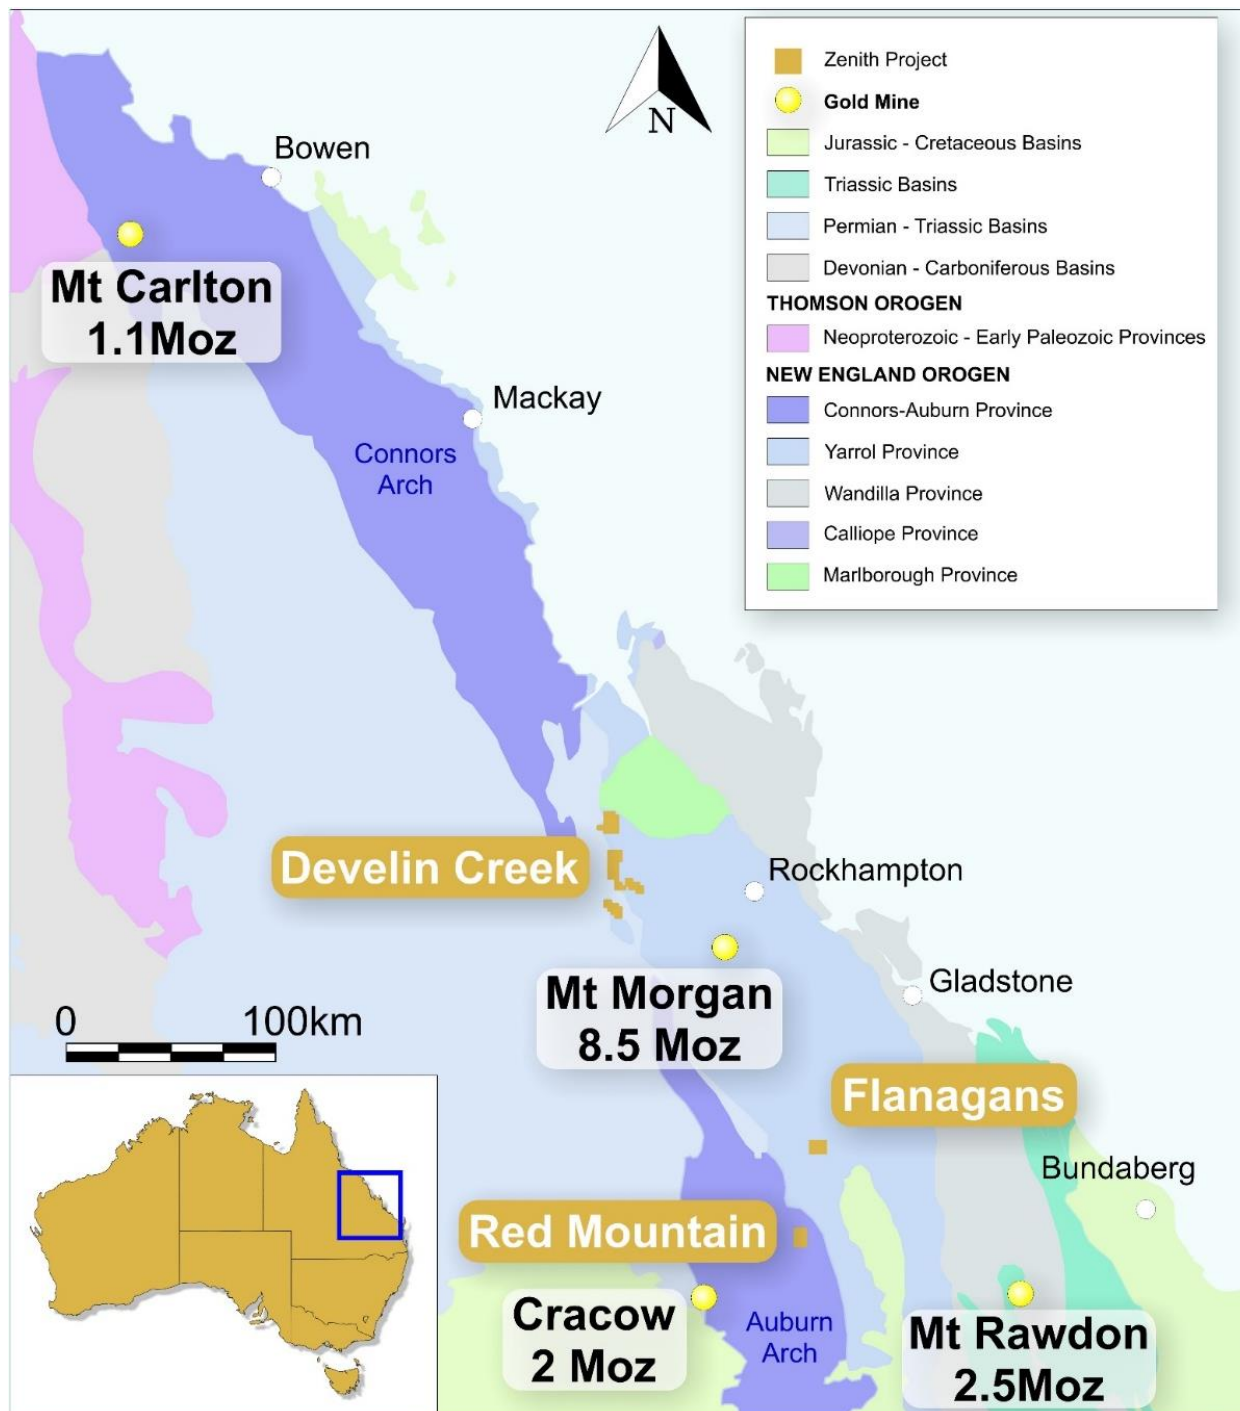 Zenith Project
Gold Mine
Jurassic - Cretaceous Basins
Triassic Basins
Permian - Triassic Basins
Devonian - Carboniferous Basins
THOMSON OROGEN
Neoproterozoic - Early Paleozoic Provinces
NEW ENGLAND OROGEN
Connors-Auburn Province
Yarrol Province
Wandilla Province
Calliope Province
Marlborough Province
N
Bowen
Mt Carlton
1.1Moz
Mackay
Connors
Arch
Develin Creek
Rockhampton
Mt Morgan
8.5 Moz
Gladstone
0 100km
Flanagans
Bundaberg
Red Mountain
Cracow
2 Moz
Auburn
Arch
Mt Rawdon
2.5Moz